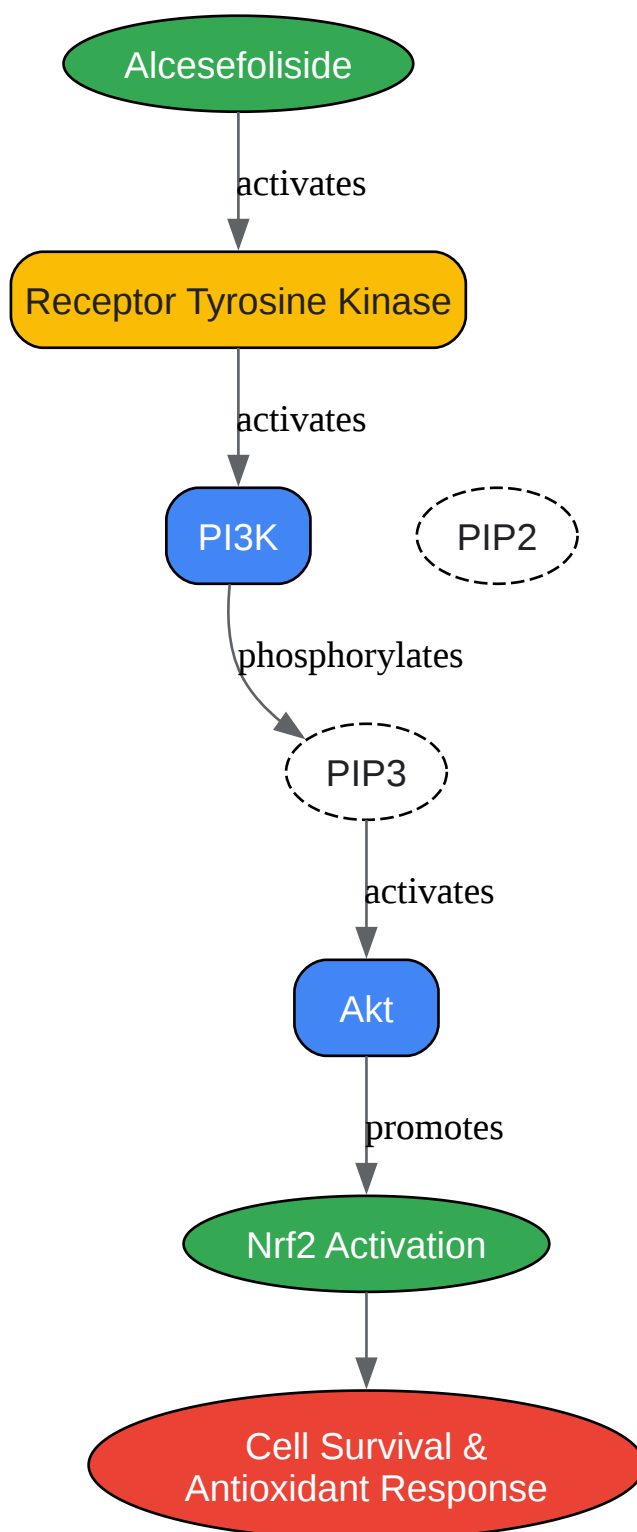 Alcesefoliside
activates
Receptor Tyrosine Kinase
activates
PI3K
PIP2
phosphorylates
PIP3
activates
Akt
promotes
Nrf2 Activation
Cell Survival &
Antioxidant Response